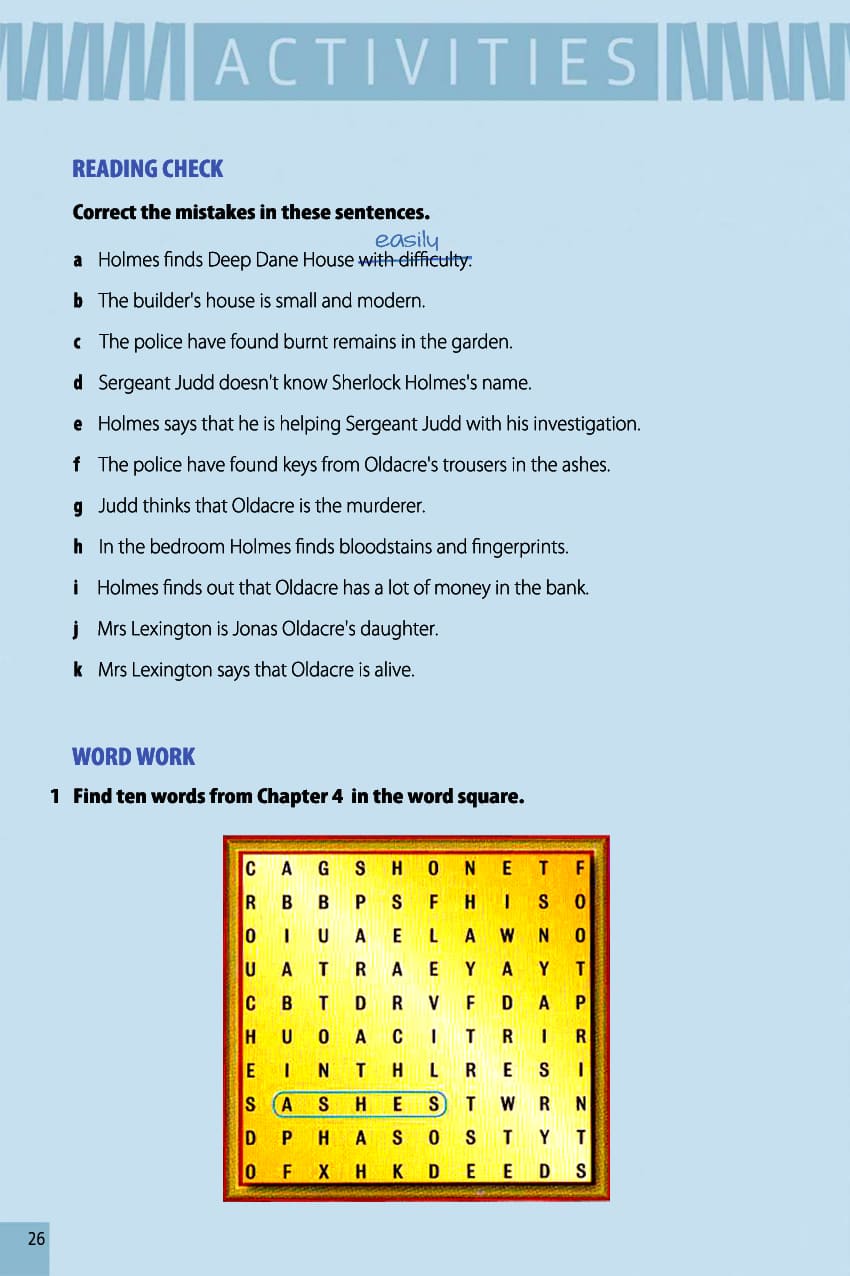 ACTIVITIES
READING CHECK
Correct the mistakes in these sentences.
easily
a Holmes finds Deep Dane House with difficulty.
b The builder's house is small and modern.
c The police have found burnt remains in the garden.
d Sergeant Judd doesn't know Sherlock Holmes's name.
e Holmes says that he is helping Sergeant Judd with his investigation.
f The police have found keys from Oldacre's trousers in the ashes.
g Judd thinks that Oldacre is the murderer.
h In the bedroom Holmes finds bloodstains and fingerprints.
i Holmes finds out that Oldacre has a lot of money in the bank.
j Mrs Lexington is Jonas Oldacre's daughter.
k Mrs Lexington says that Oldacre is alive.
WORD WORK
1 Find ten words from Chapter 4 in the word square.
C A G S H O N E T F
R B B P S F H I S O
O I U A E L A W N O
U A T R A E Y A Y T
C B T D R V F D A P
H U O A C I T R I R
E I N T H L R E S I
S A S H E S T W R N
D P H A S O S T Y T
O F X H K D E E D S
26